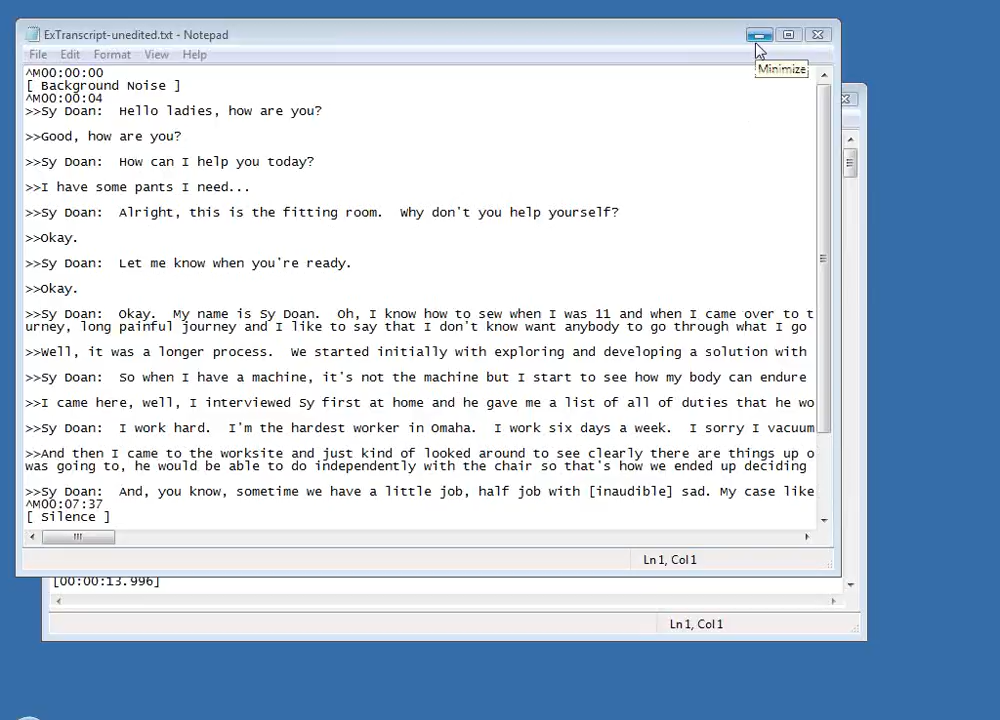 ExTranscript-unedited.txt - Notepad
File Edit Format View Help
Minimize
^M00:00:00
[ Background Noise ]
^M00:00:04
>>Sy Doan:  Hello ladies, how are you?
>>Good, how are you?
>>Sy Doan:  How can I help you today?
>>I have some pants I need...
>>Sy Doan:  Alright, this is the fitting room.  Why don't you help yourself?
>>Okay.
>>Sy Doan:  Let me know when you're ready.
>>Okay.
>>Sy Doan:  Okay.  My name is Sy Doan.  Oh, I know how to sew when I was 11 and when I came over to t
urney, long painful journey and I like to say that I don't know want anybody to go through what I go
>>Well, it was a longer process.  We started initially with exploring and developing a solution with
>>Sy Doan:  So when I have a machine, it's not the machine but I start to see how my body can endure
>>I came here, well, I interviewed Sy first at home and he gave me a list of all of duties that he wo
>>Sy Doan:  I work hard.  I'm the hardest worker in Omaha.  I work six days a week.  I sorry I vacuum
>>And then I came to the worksite and just kind of looked around to see clearly there are things up o
was going to, he would be able to do independently with the chair so that's how we ended up deciding
>>Sy Doan:  And, you know, sometime we have a little job, half job with [inaudible] sad. My case like
^M00:07:37
[ Silence ]
Ln 1, Col 1
[00:00:13.996]
Ln 1, Col 1